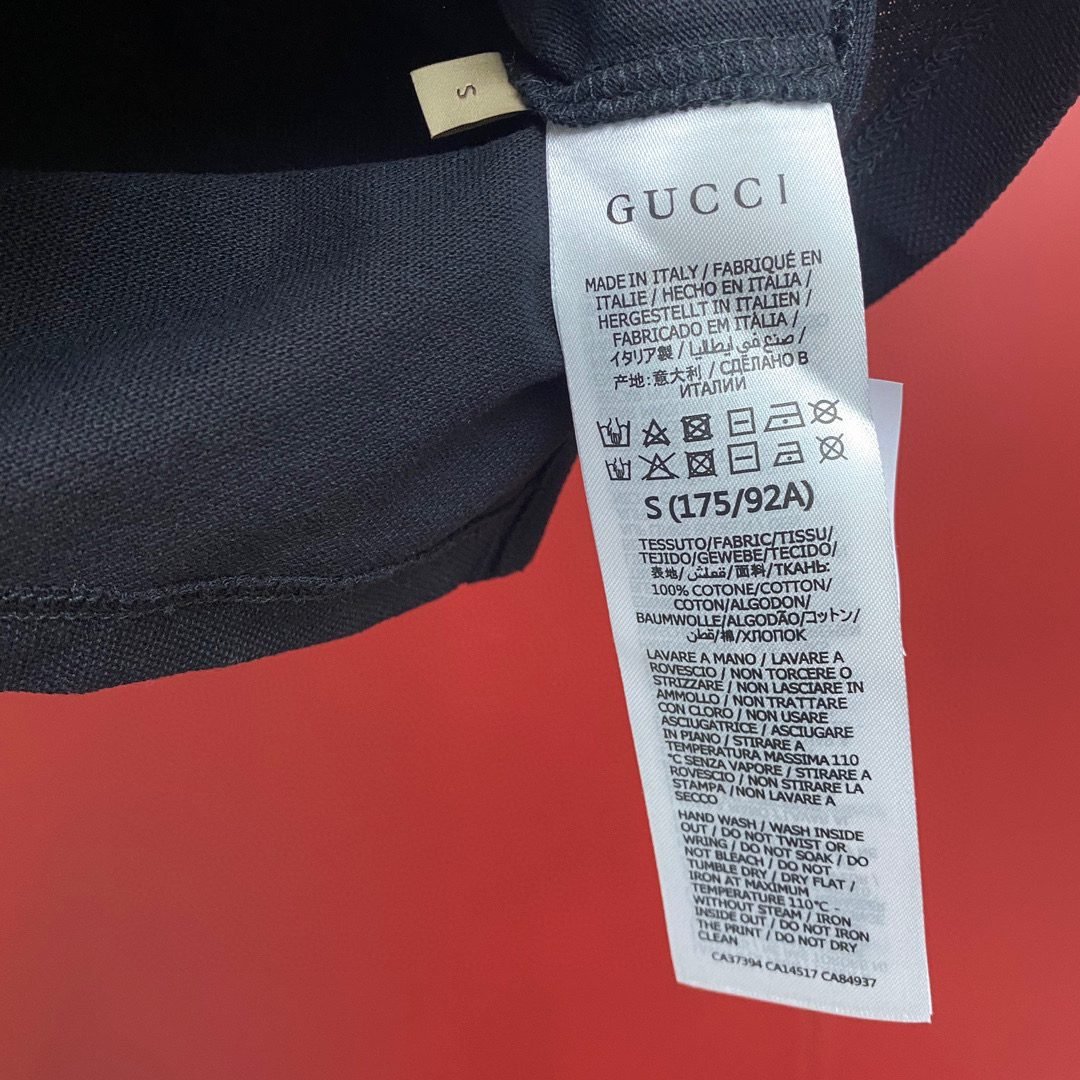 S
GUCCI
MADE IN ITALY / FABRIQUÉ EN
ITALIE / HECHO EN ITALIA /
HERGESTELLT IN ITALIEN /
FABRICADO EM ITÀLIA /
イタリア製 / صنع في إيطاليا /
产地: 意大利 / СДЕЛАНО В
ИТАЛИИ
S (175/92A)
TESSUTO/FABRIC/TISSU/
TEJIDO/GEWEBE/TECIDO/
表地/قملش/面料/ТКАНЬ:
100% COTONE/COTTON/
COTON/ALGODON/
BAUMWOLLE/ALGODÃO/コットン/
قطن/棉/ХЛОПОК
LAVARE A MANO / LAVARE A
ROVESCIO / NON TORCERE O
STRIZZARE / NON LASCIARE IN
AMMOLLO / NON TRATTARE
CON CLORO / NON USARE
ASCIUGATRICE / ASCIUGARE
IN PIANO / STIRARE A
TEMPERATURA MASSIMA 110
℃ SENZA VAPORE / STIRARE A
ROVESCIO / NON STIRARE LA
STAMPA /NON LAVARE A
SECCO
HAND WASH / WASH INSIDE
OUT / DO NOT TWIST OR
WRING / DO NOT SOAK / DO
NOT BLEACH / DO NOT
TUMBLE DRY / DRY FLAT /
IRON AT MAXIMUM
TEMPERATURE 110℃ -
WITHOUT STEAM / IRON
INSIDE OUT / DO NOT IRON
THE PRINT / DO NOT DRY
CLEAN
CA37394 CA14517 CA84937